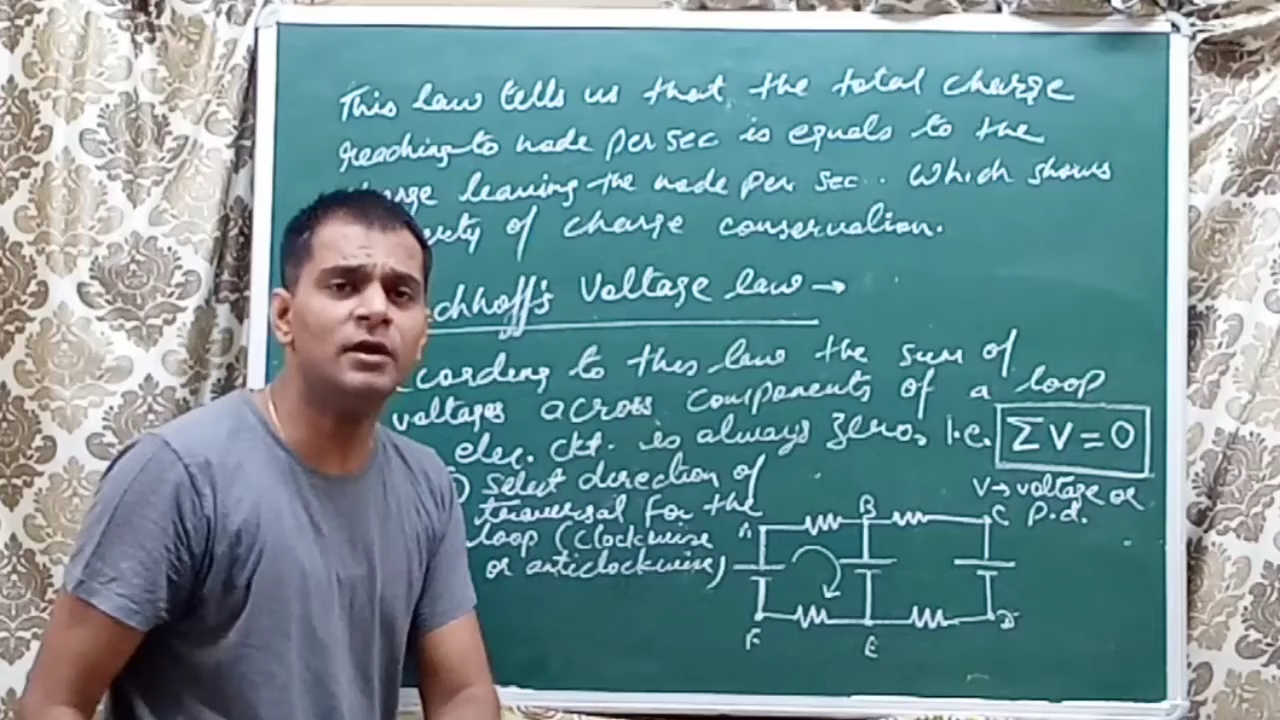 This law tells us that the total charge
reaching to node per sec is equals to the
leaving the node per sec.. Which shows
of charge conservation.
chhoff's Voltage law →
cording to this law the sum of
voltages across components of a loop
elec. ckt. is always zero, i.e. ΣV=0
) Select direction of
traversal for the
loop (clockwise
or anticlockwise)
V→ voltage or
p.d.
A B C
F E D